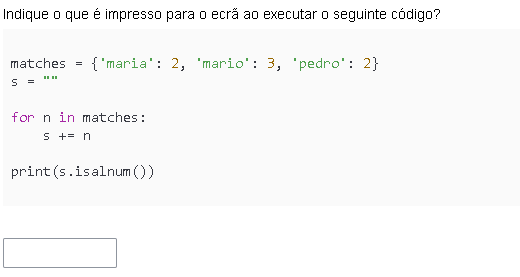 Indique o que é impresso para o ecrã ao executar o seguinte código?
matches = {'maria': 2, 'mario': 3, 'pedro': 2}
s = ""
for n in matches:
    s += n
print(s.isalnum())